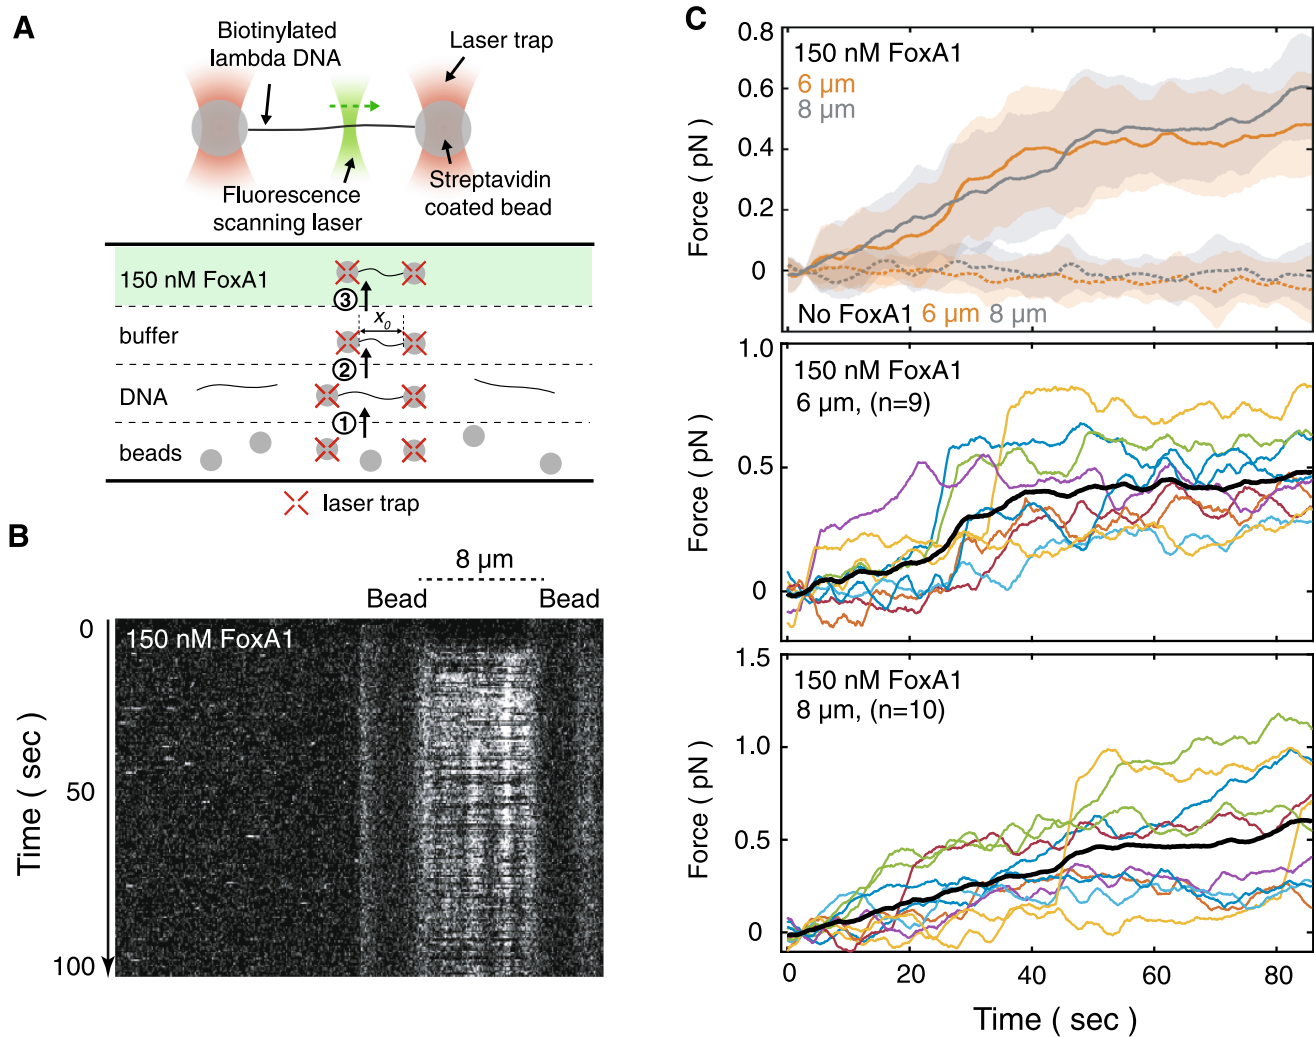 A
Biotinylated
lambda DNA
Laser trap
Fluorescence
scanning laser
Streptavidin
coated bead
150 nM FoxA1
3
buffer
x0
2
DNA
1
beads
laser trap
B
8 µm
Bead
Bead
150 nM FoxA1
0
50
100
Time ( sec )
C
150 nM FoxA1
6 µm
8 µm
No FoxA1 6 µm 8 µm
0.8
0.6
0.4
0.2
0
Force ( pN )
150 nM FoxA1
6 µm, (n=9)
1.0
0.5
0
Force ( pN )
150 nM FoxA1
8 µm, (n=10)
1.5
1.0
0.5
0
Force ( pN )
0 20 40 60 80
Time ( sec )